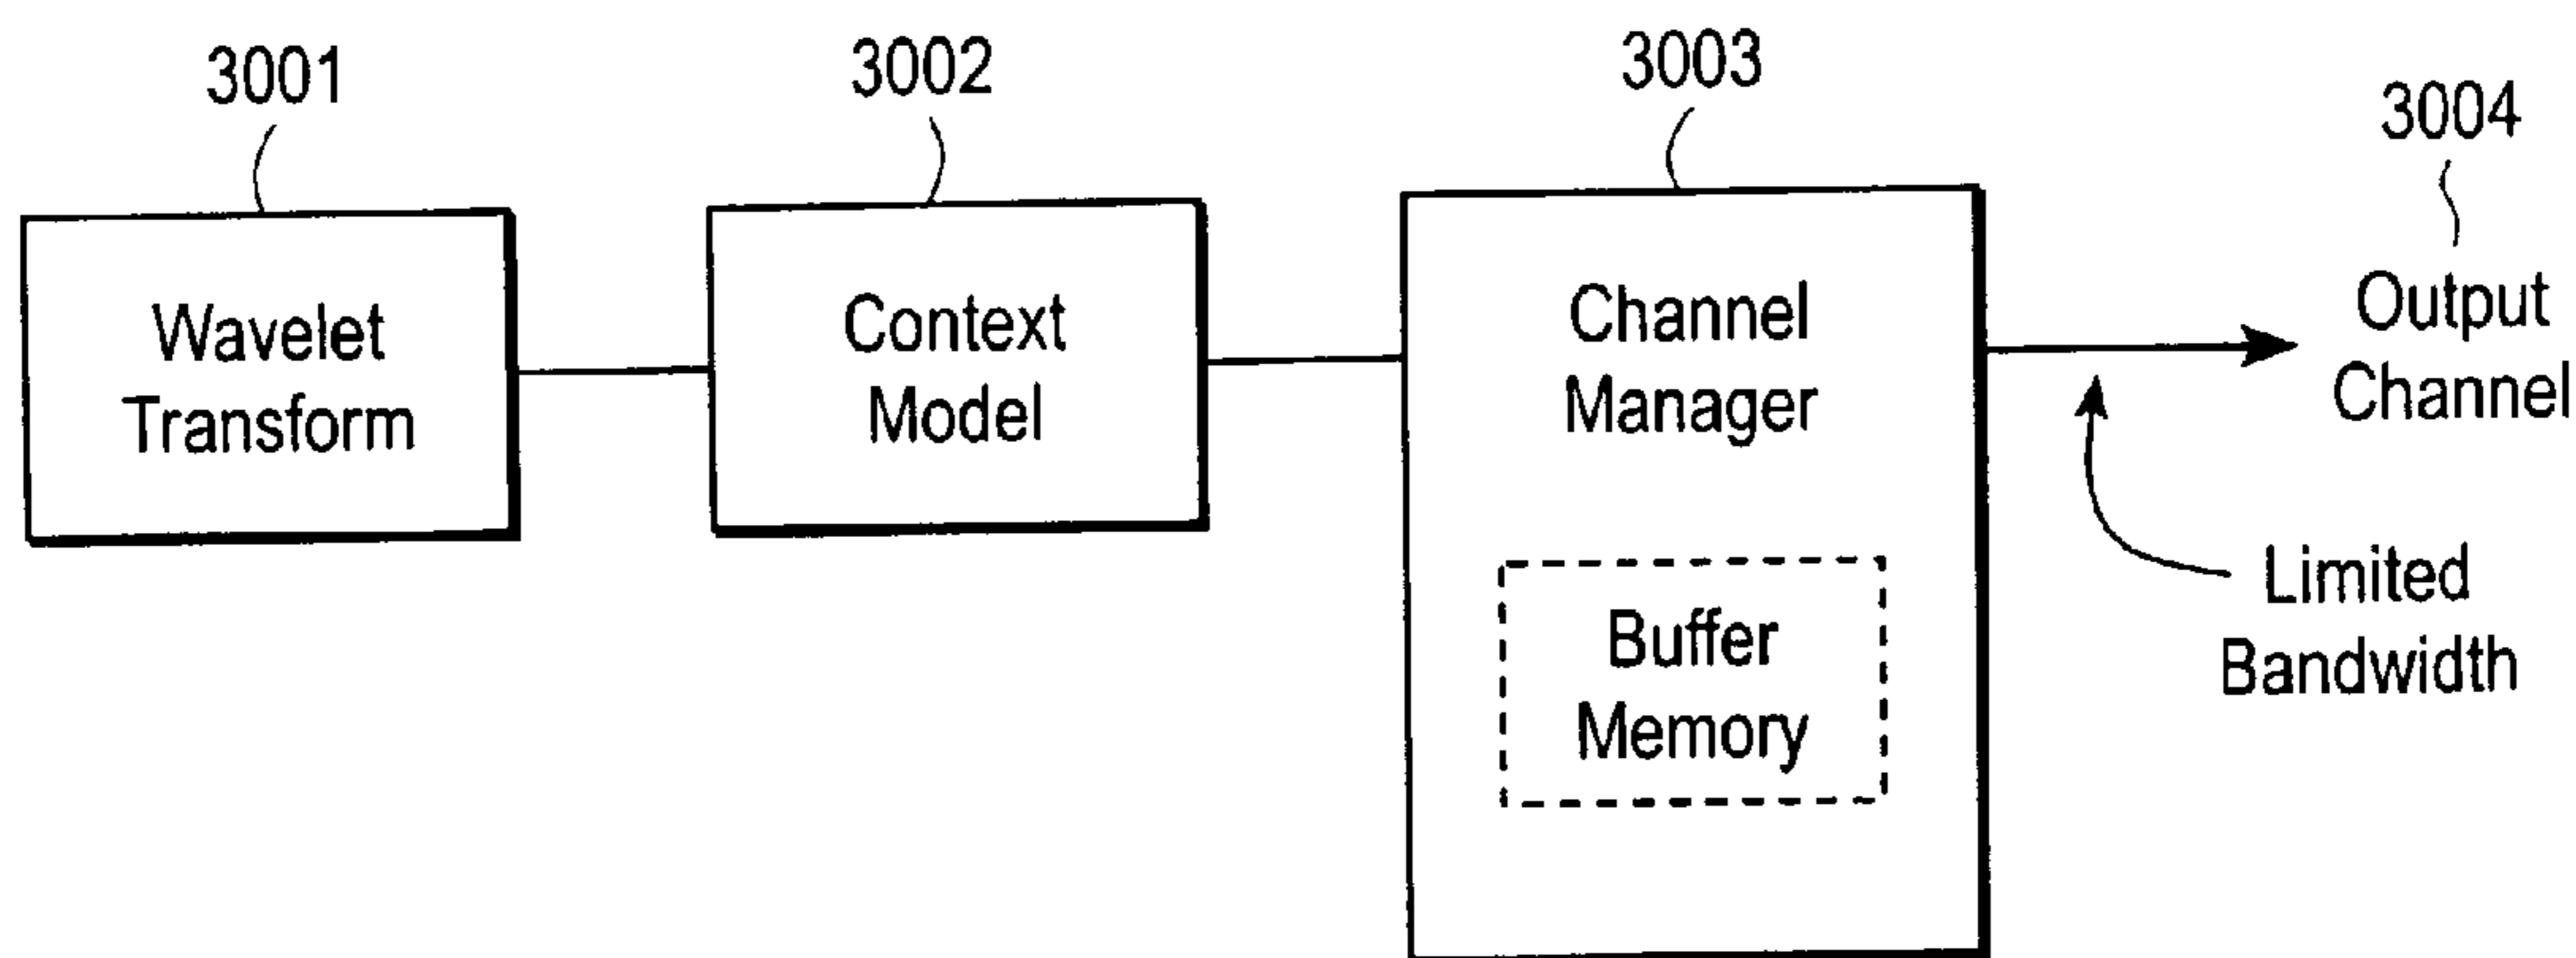 3001
3002
3003
3004
Wavelet
Transform
Context
Model
Channel
Manager
Buffer
Memory
Output
Channel
Limited
Bandwidth